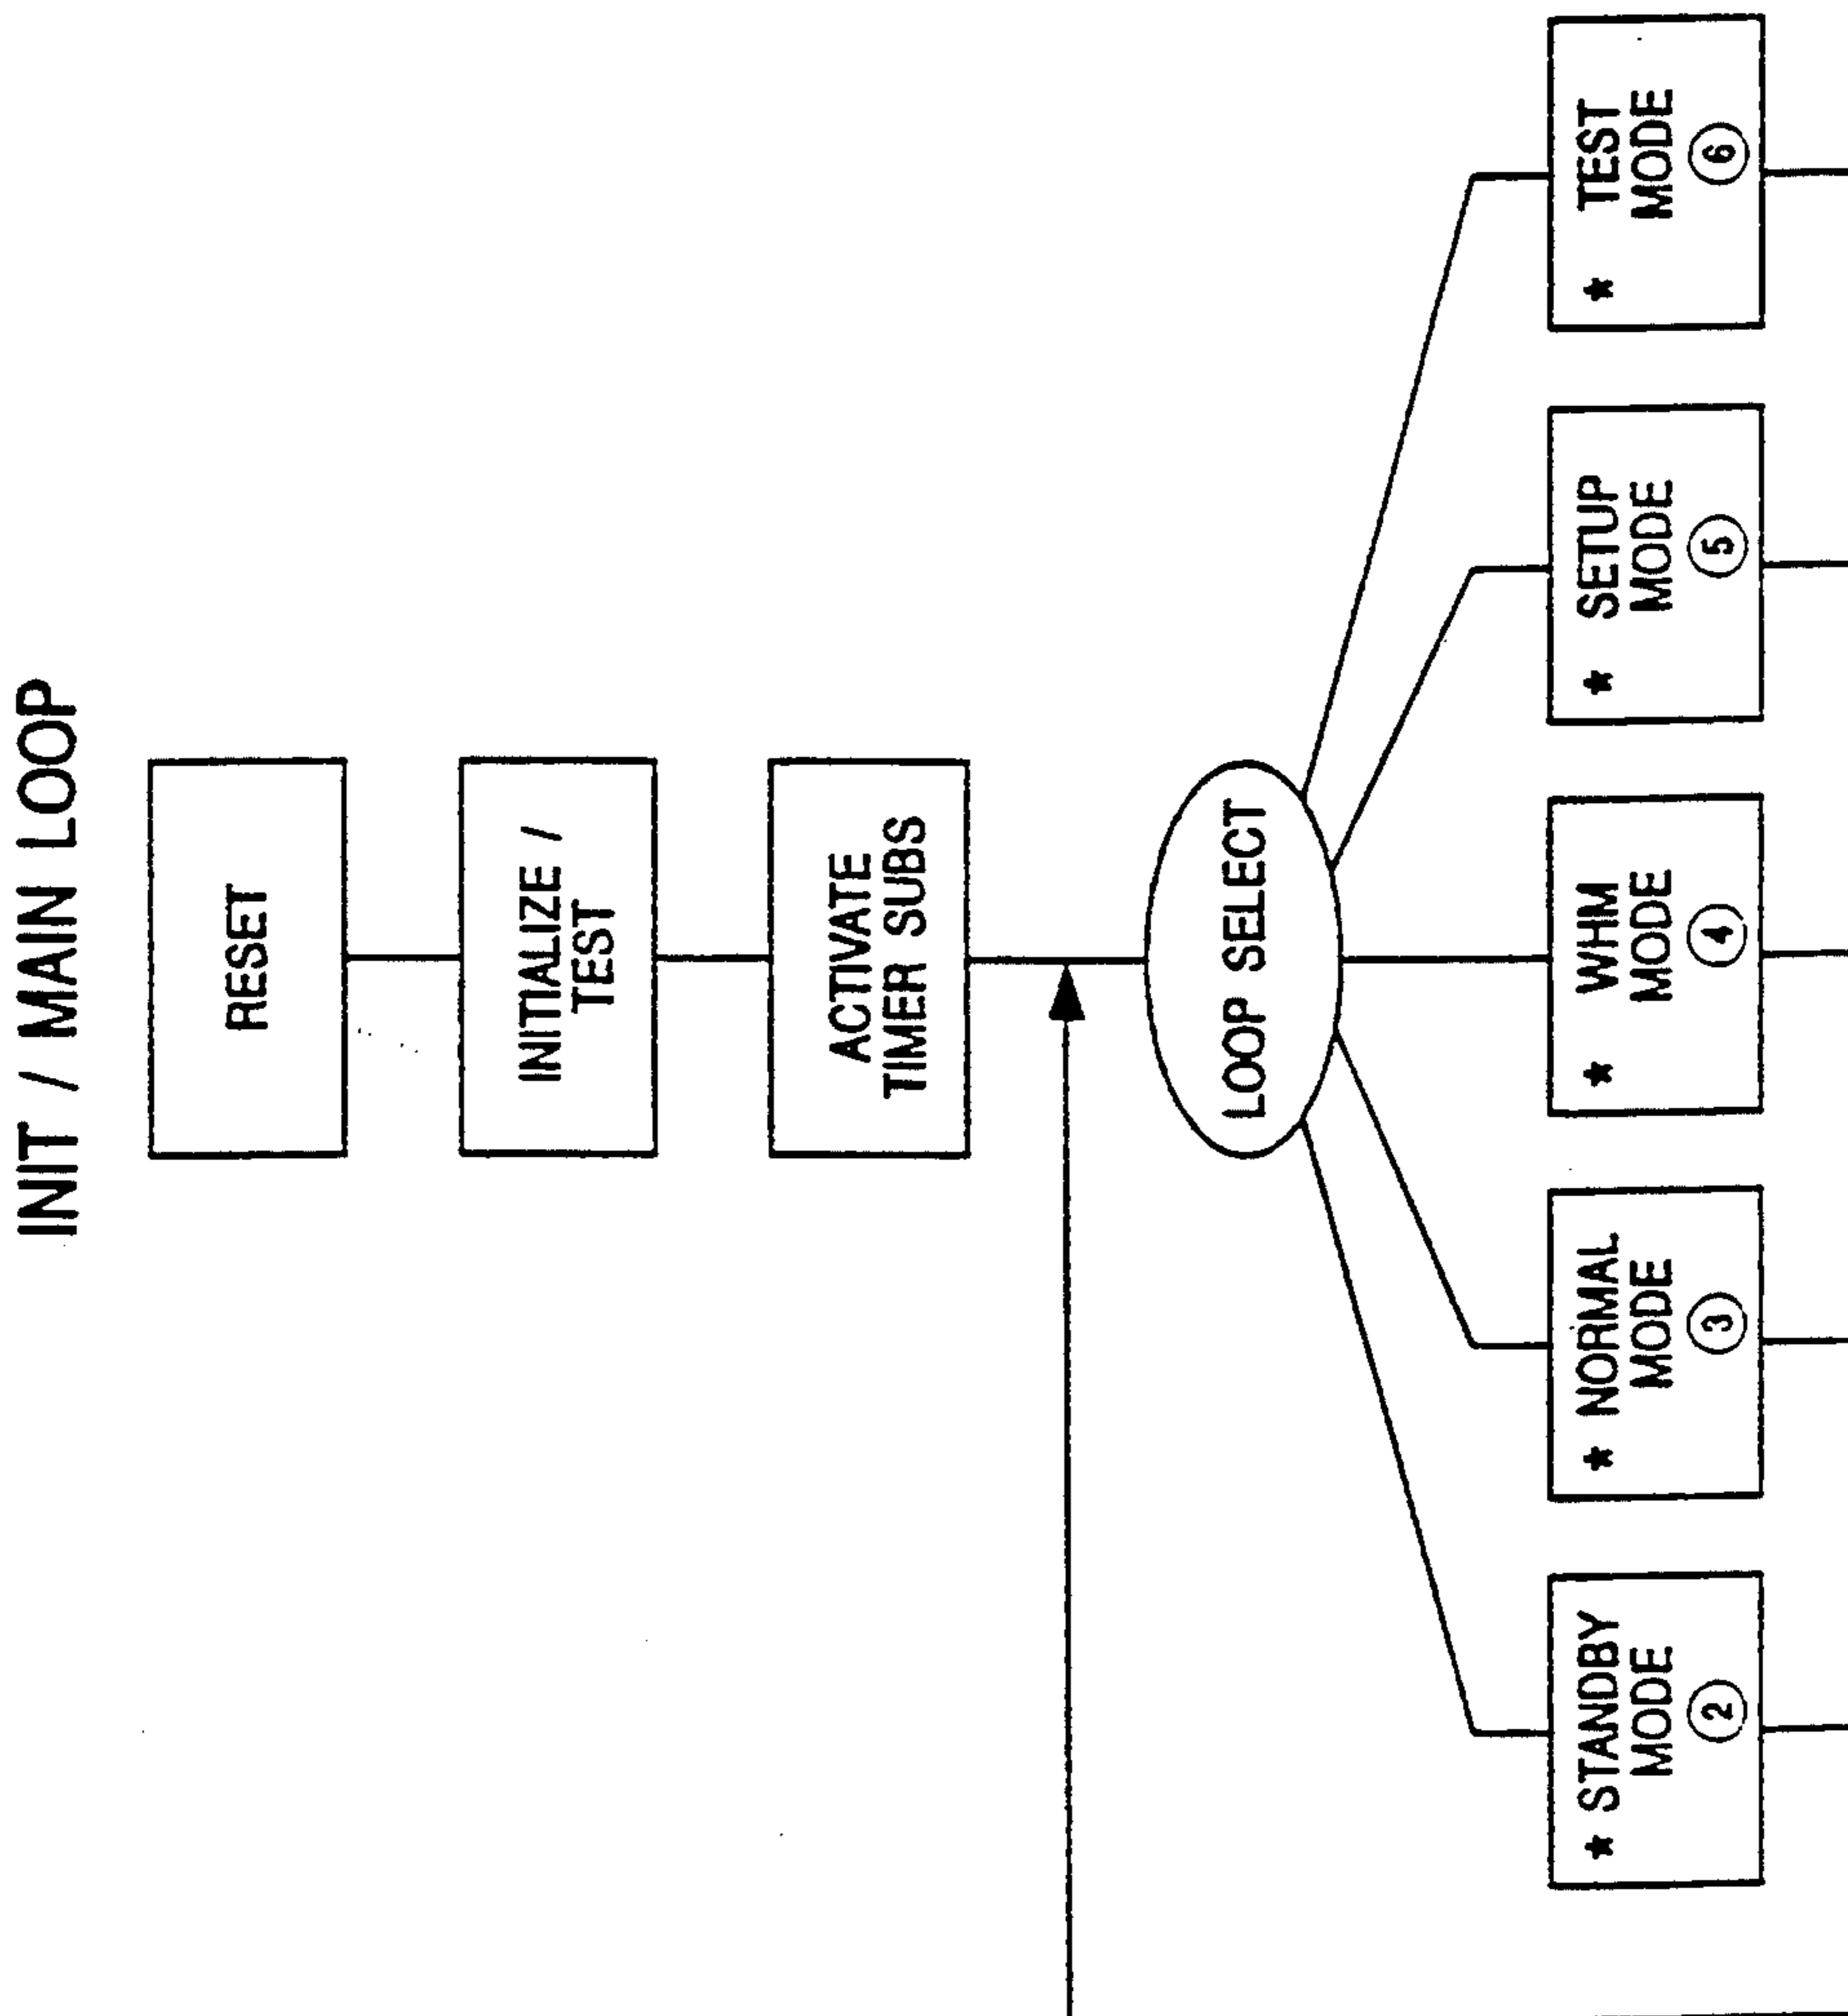 INIT / MAIN LOOP
RESET
INITIALIZE /
TEST
ACTIVATE
TIMER SUBS
LOOP SELECT
* STANDBY
MODE
2
* NORMAL
MODE
3
* WHM
MODE
4
* SETUP
MODE
5
* TEST
MODE
6